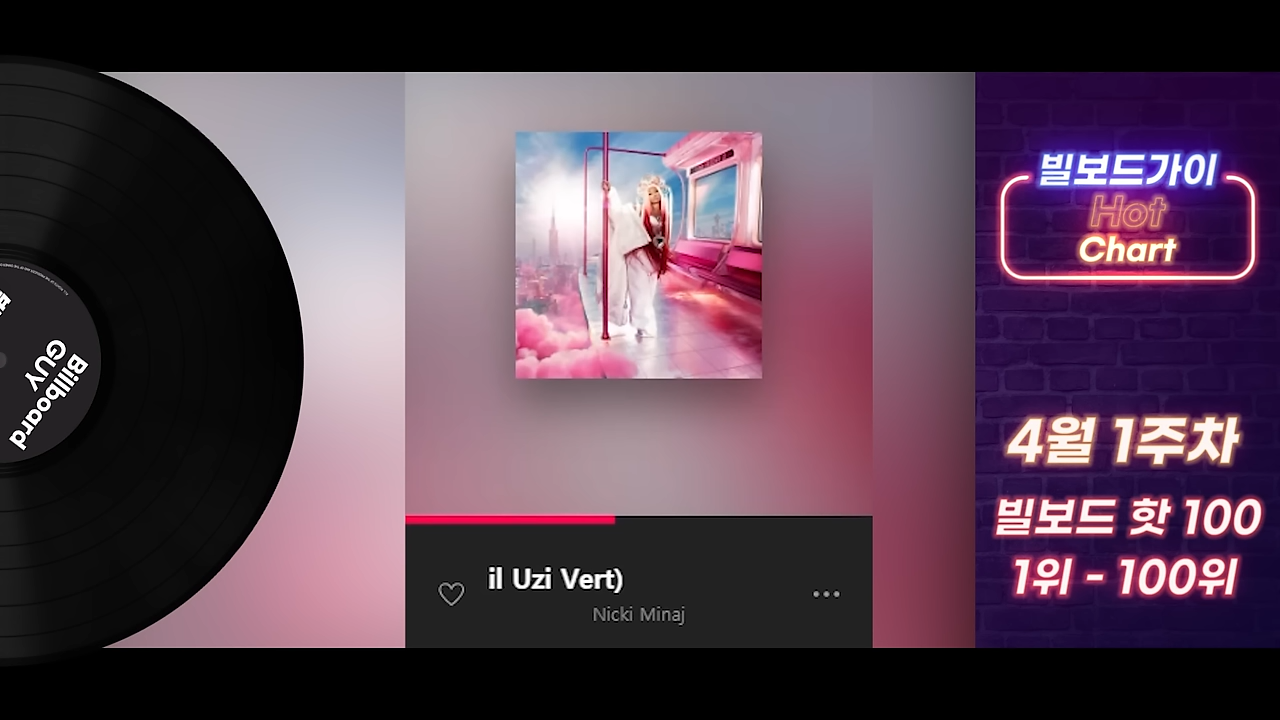 Billboard
GUY
il Uzi Vert)
Nicki Minaj
빌보드가이
Hot
Chart
4월 1주차
빌보드 핫 100
1위 - 100위